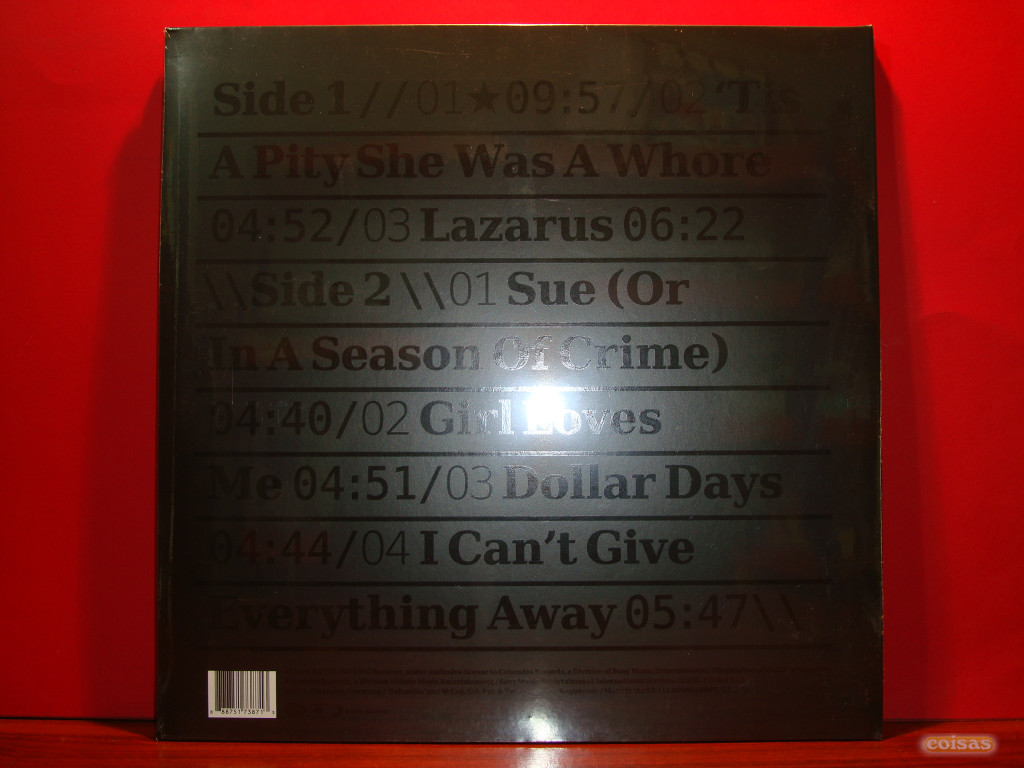 Side 1//01★09:57/02 ‘Tis
A Pity She Was A Whore
04:52/03 Lazarus 06:22
\\Side 2 \\01 Sue (Or
In A Season Of Crime)
04:40/02 Girl Loves
Me 04:51/03 Dollar Days
04:44/04 I Can’t Give
Everything Away 05:47\\
coisas